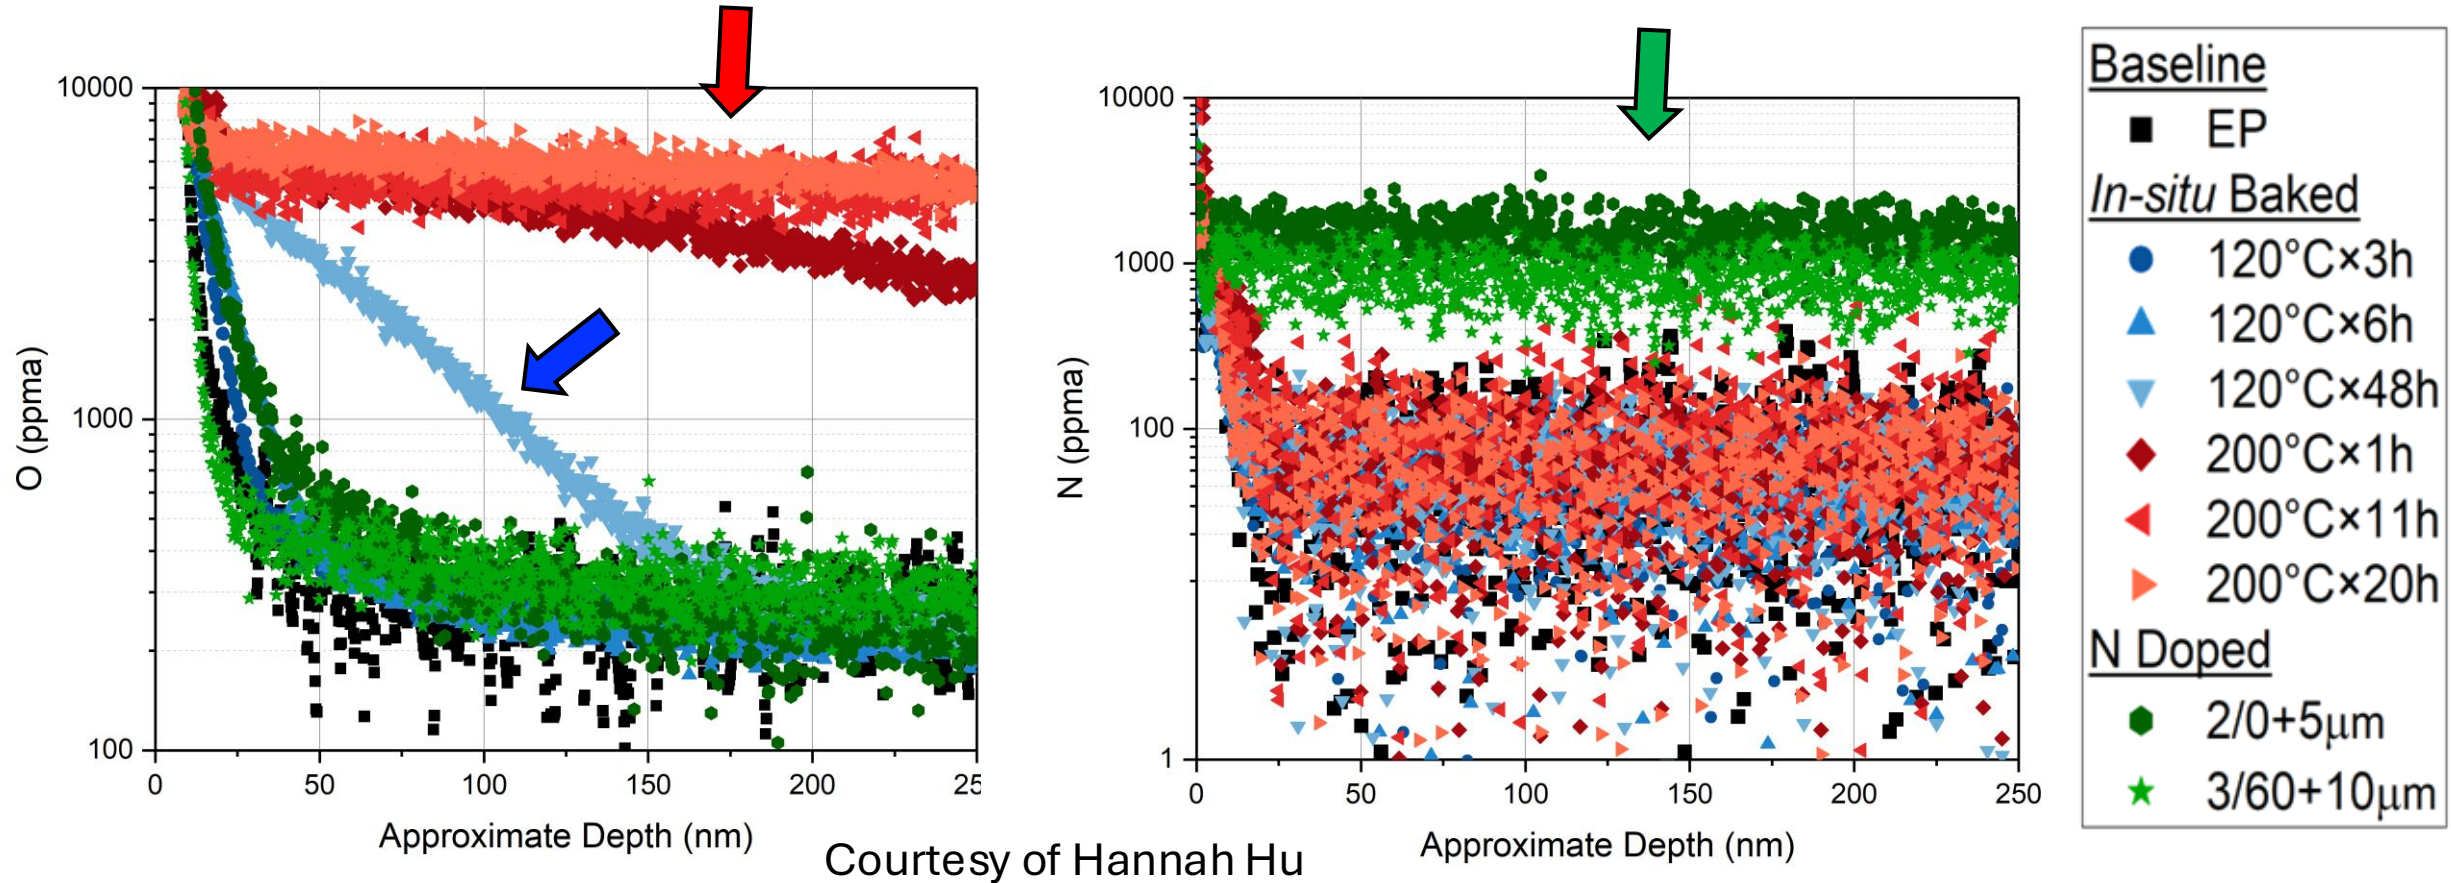 10000
1000
100
O (ppma)
0
50
100
150
200
25
Approximate Depth (nm)
10000
1000
100
1
N (ppma)
0
50
100
150
200
250
Approximate Depth (nm)
Courtesy of Hannah Hu
Baseline
EP
In-situ Baked
120°C×3h
120°C×6h
120°C×48h
200°C×1h
200°C×11h
200°C×20h
N Doped
2/0+5μm
3/60+10μm